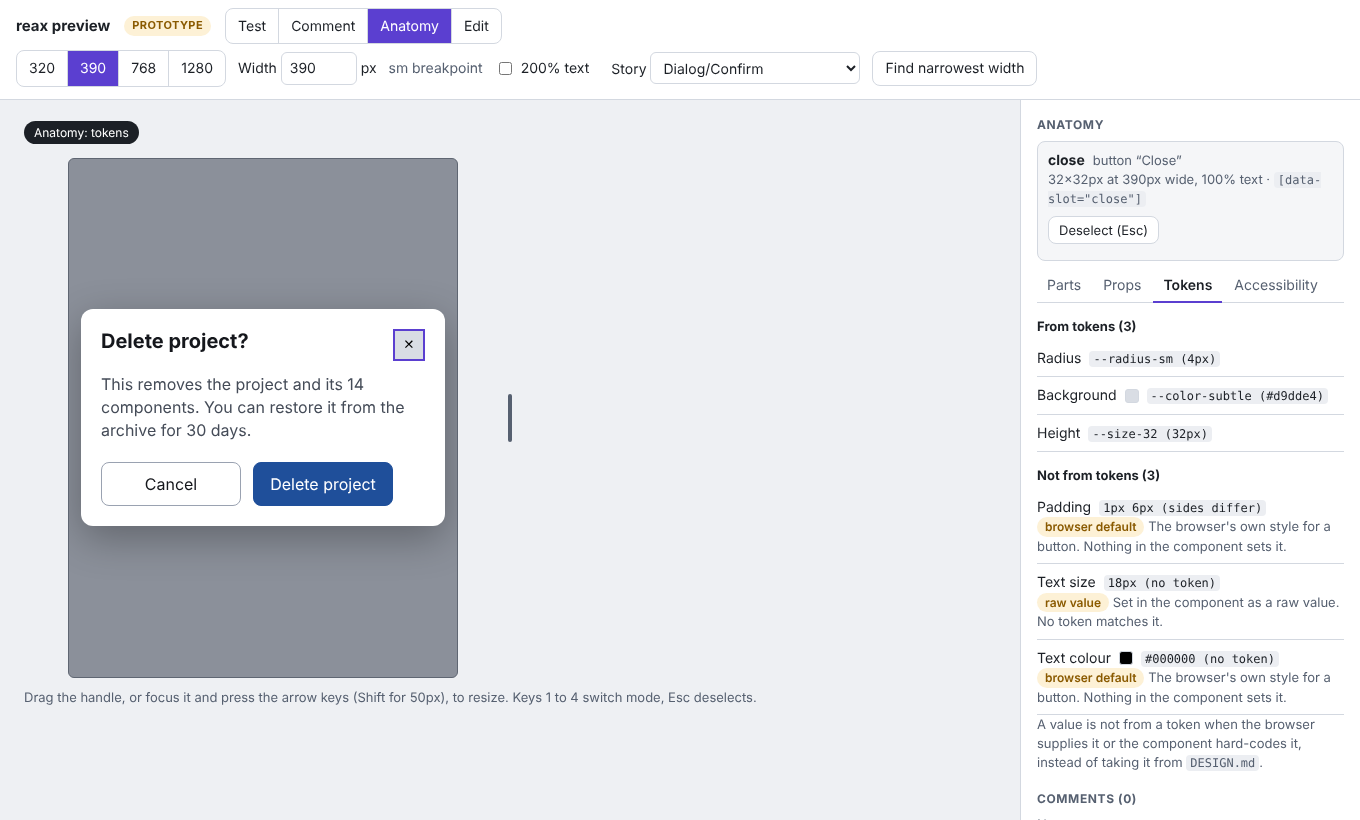 reax preview PROTOTYPE Test Comment Anatomy Edit
320 390 768 1280 Width 390 px sm breakpoint 200% text Story Dialog/Confirm Find narrowest width
Anatomy: tokens
Delete project?
×
This removes the project and its 14
components. You can restore it from the
archive for 30 days.
Cancel Delete project
Drag the handle, or focus it and press the arrow keys (Shift for 50px), to resize. Keys 1 to 4 switch mode, Esc deselects.
ANATOMY
close button “Close”
32×32px at 390px wide, 100% text · [data-
slot="close"]
Deselect (Esc)
Parts Props Tokens Accessibility
From tokens (3)
Radius --radius-sm (4px)
Background --color-subtle (#d9dde4)
Height --size-32 (32px)
Not from tokens (3)
Padding 1px 6px (sides differ)
browser default The browser's own style for a
button. Nothing in the component sets it.
Text size 18px (no token)
raw value Set in the component as a raw value.
No token matches it.
Text colour #000000 (no token)
browser default The browser's own style for a
button. Nothing in the component sets it.
A value is not from a token when the browser
supplies it or the component hard-codes it,
instead of taking it from DESIGN.md.
COMMENTS (0)